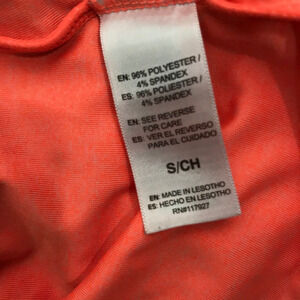 EN: 96% POLYESTER /
4% SPANDEX
ES: 96% POLIESTER /
4% SPANDEX
EN: SEE REVERSE
FOR CARE
ES: VER EL REVERSO
PARA EL CUIDADO
S/CH
EN: MADE IN LESOTHO
ES: HECHO EN LESOTHO
RN#117927